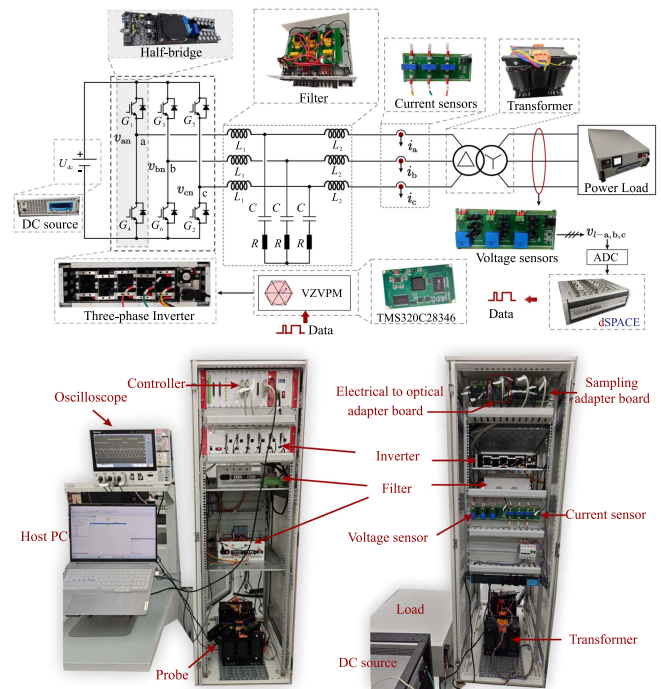 Half-bridge
Filter
Current sensors
Transformer
G1
G3
G5
van
a
L1
L2
ia
Udc
+
-
vbn
b
L1
L2
ib
Power Load
vcn
c
L1
L2
ic
DC source
G4
G6
G2
C
C
C
R
R
R
Voltage sensors
vl−a,b,c
ADC
Three-phase Inverter
VZVPM
TMS320C28346
Data
Data
dSPACE
Controller
Oscilloscope
Electrical to optical
adapter board
Sampling
adapter board
Inverter
Filter
Host PC
Voltage sensor
Current sensor
Load
Probe
DC source
Transformer